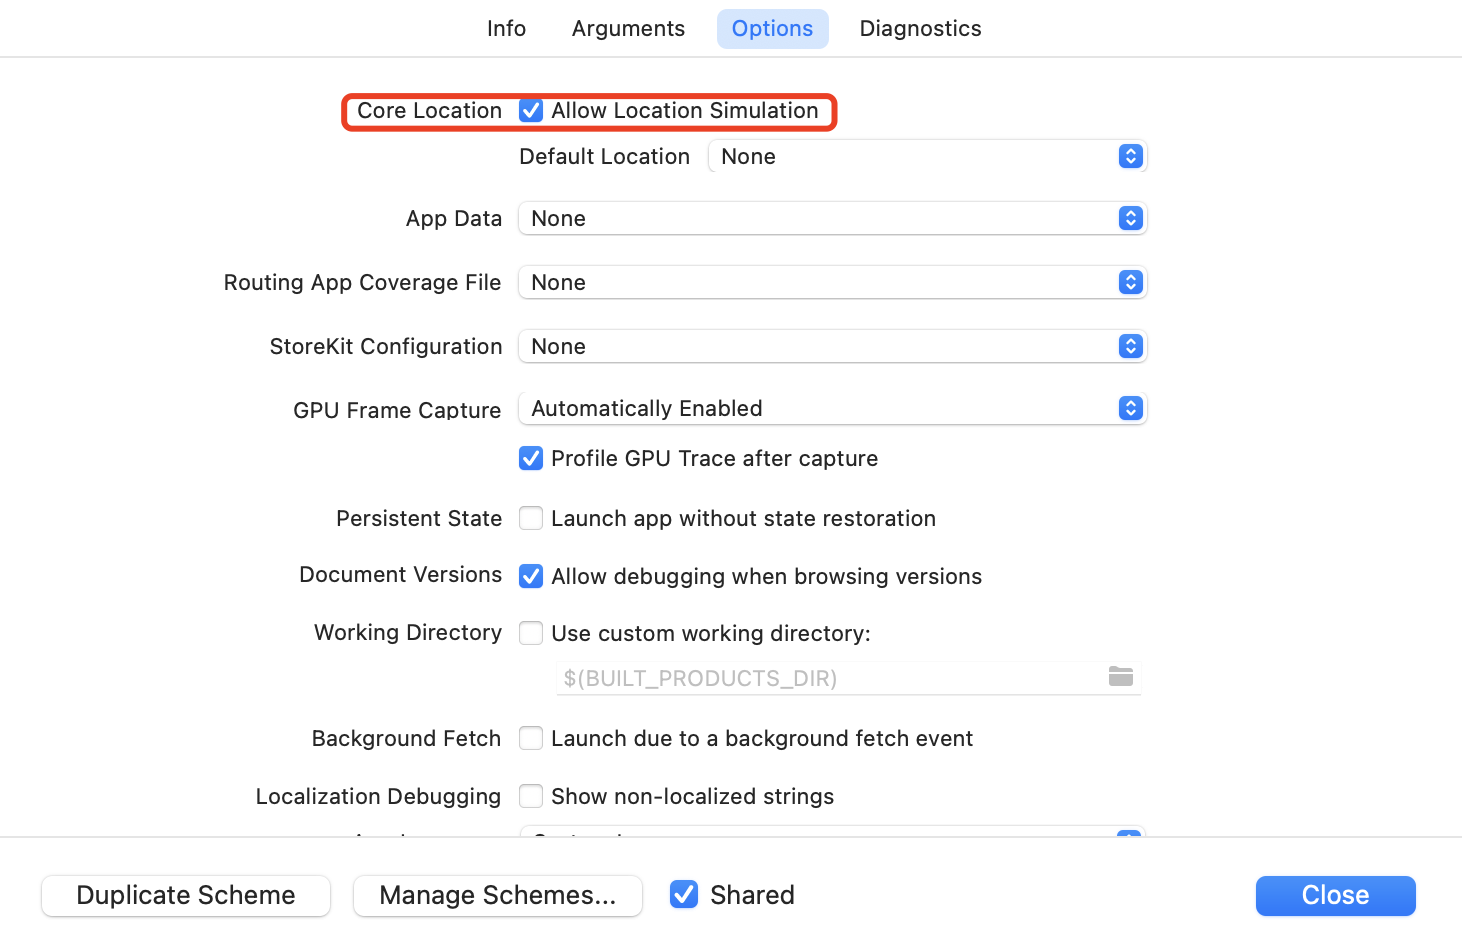 Info Arguments Options Diagnostics
Core Location Allow Location Simulation
Default Location None
App Data None
Routing App Coverage File None
StoreKit Configuration None
GPU Frame Capture Automatically Enabled
Profile GPU Trace after capture
Persistent State Launch app without state restoration
Document Versions Allow debugging when browsing versions
Working Directory Use custom working directory:
$(BUILT_PRODUCTS_DIR)
Background Fetch Launch due to a background fetch event
Localization Debugging Show non-localized strings
Duplicate Scheme Manage Schemes... Shared Close